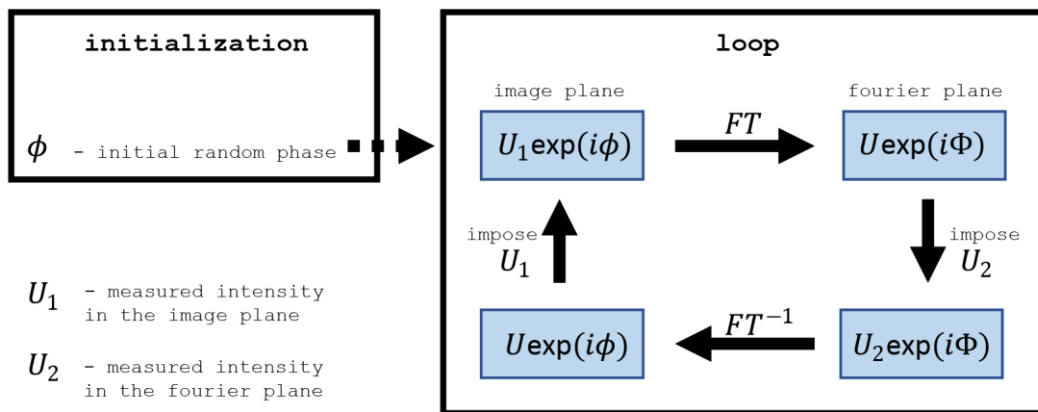 initialization
ϕ – initial random phase
U₁ – measured intensity
in the image plane
U₂ – measured intensity
in the fourier plane
loop
image plane
fourier plane
U₁exp(iϕ)
FT
Uexp(iΦ)
impose
U₁
impose
U₂
Uexp(iϕ)
FT⁻¹
U₂exp(iΦ)